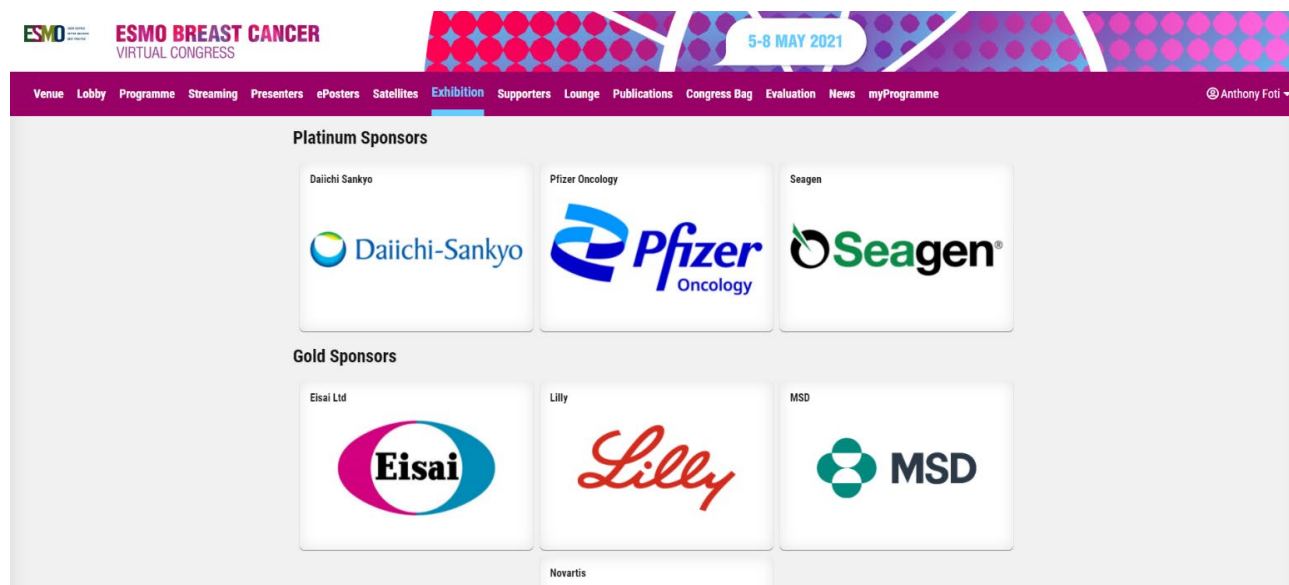 ESMO
ESMO BREAST CANCER
VIRTUAL CONGRESS
5-8 MAY 2021
Venue Lobby Programme Streaming Presenters ePosters Satellites Exhibition Supporters Lounge Publications Congress Bag Evaluation News myProgramme Anthony Foti
Platinum Sponsors
Daiichi Sankyo Pfizer Oncology Seagen
Daiichi-Sankyo Pfizer Oncology Seagen®
Gold Sponsors
Eisai Ltd Lilly MSD
Eisai Lilly MSD
Novartis